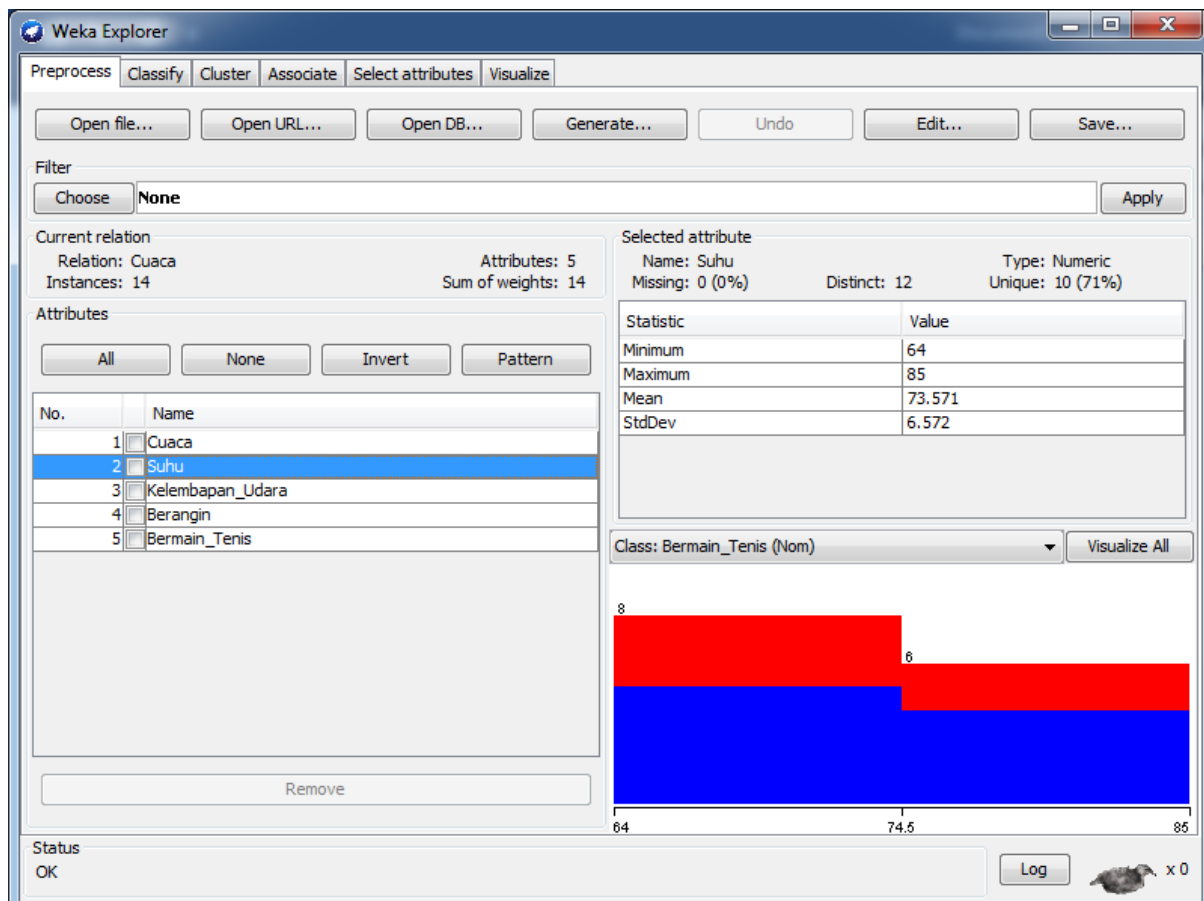 Weka Explorer
Preprocess Classify Cluster Associate Select attributes Visualize
Open file... Open URL... Open DB... Generate... Undo Edit... Save...
Filter
Choose None Apply
Current relation
Relation: Cuaca Attributes: 5
Instances: 14 Sum of weights: 14
Attributes
All None Invert Pattern
No. Name
1 Cuaca
2 Suhu
3 Kelembapan_Udara
4 Berangin
5 Bermain_Tenis
Remove
Selected attribute
Name: Suhu Type: Numeric
Missing: 0 (0%) Distinct: 12 Unique: 10 (71%)
Statistic Value
Minimum 64
Maximum 85
Mean 73.571
StdDev 6.572
Class: Bermain_Tenis (Nom) Visualize All
8
6
64 74.5 85
Status
OK
Log x 0